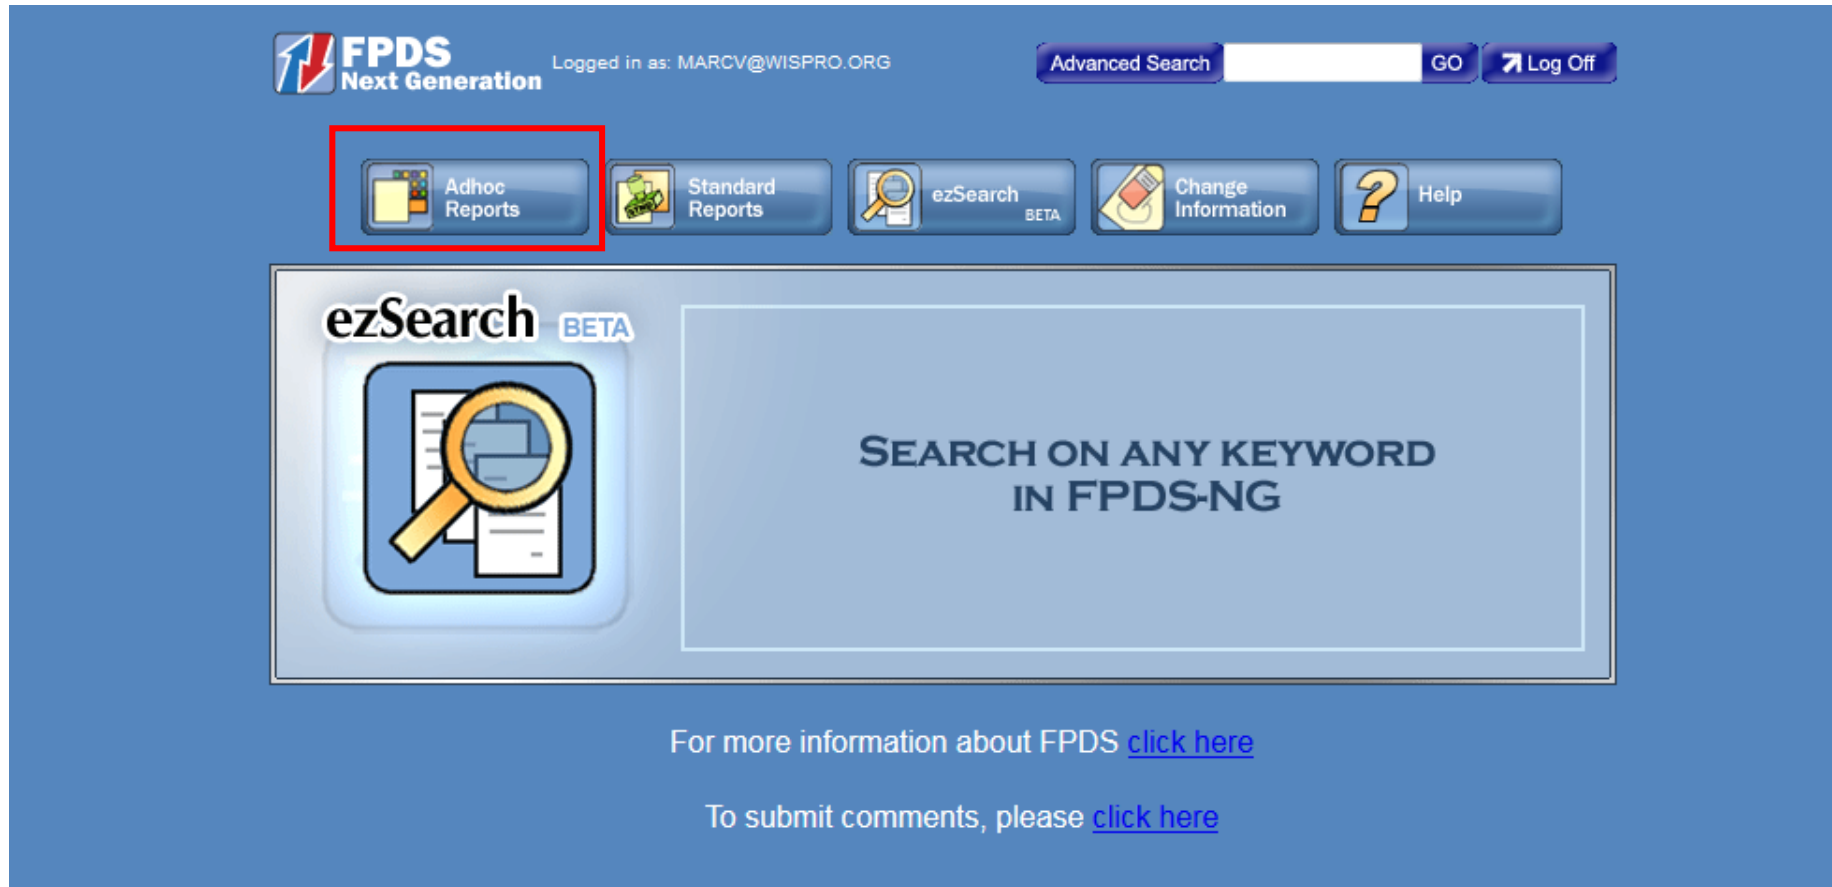 FPDS
Next Generation
Logged in as: MARCV@WISPRO.ORG
Advanced Search
GO
Log Off
Adhoc
Reports
Standard
Reports
ezSearch
BETA
Change
Information
Help
ezSearch BETA
SEARCH ON ANY KEYWORD
IN FPDS-NG
For more information about FPDS click here
To submit comments, please click here